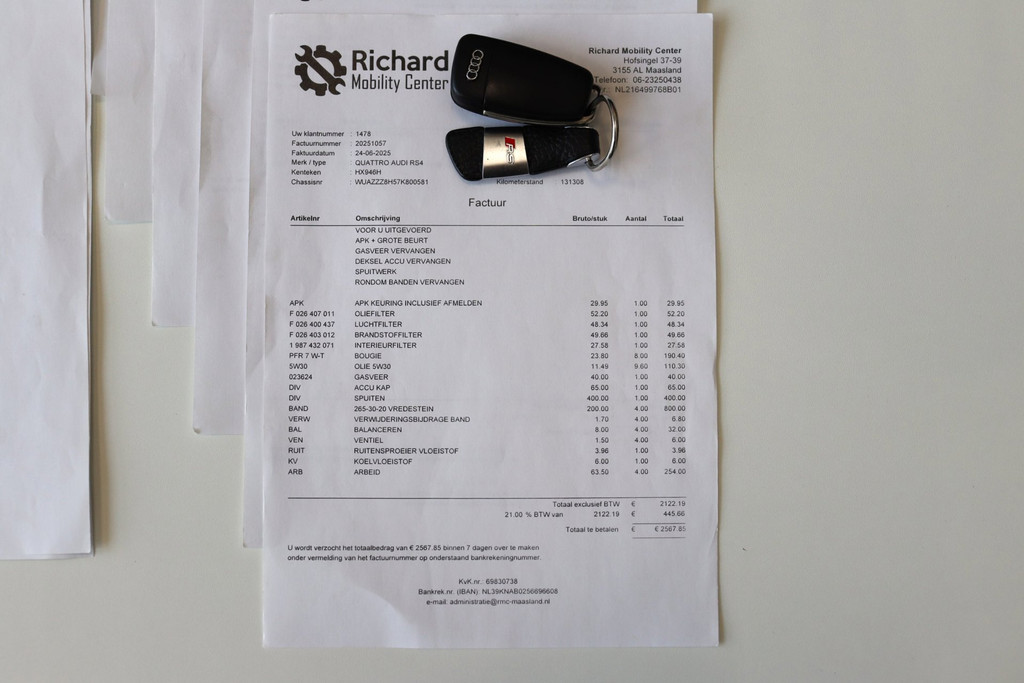 Richard
Mobility Center
Richard Mobility Center
Hofsingel 37-39
3155 AL Maasland
Telefoon: 06-23250438
r.: NL216499768B01
Uw klantnummer : 1478
Factuurnummer : 20251057
Faktuurdatum : 24-06-2025
Merk / type : QUATTRO AUDI RS4
Kenteken : HX946H
Chassisnr : WUAZZZ8H57K800581 Kilometerstand 131308
RS
Factuur
Artikelnr Omschrijving Bruto/stuk Aantal Totaal
VOOR U UITGEVOERD
APK + GROTE BEURT
GASVEER VERVANGEN
DEKSEL ACCU VERVANGEN
SPUITWERK
RONDOM BANDEN VERVANGEN
APK APK KEURING INCLUSIEF AFMELDEN 29.95 1.00 29.95
F 026 407 011 OLIEFILTER 52.20 1.00 52.20
F 026 400 437 LUCHTFILTER 48.34 1.00 48.34
F 026 403 012 BRANDSTOFFILTER 49.66 1.00 49.66
1 987 432 071 INTERIEURFILTER 27.58 1.00 27.58
PFR 7 W-T BOUGIE 23.80 8.00 190.40
5W30 OLIE 5W30 11.49 9.60 110.30
023624 GASVEER 40.00 1.00 40.00
DIV ACCU KAP 65.00 1.00 65.00
DIV SPUITEN 400.00 1.00 400.00
BAND 265-30-20 VREDESTEIN 200.00 4.00 800.00
VERW VERWIJDERINGSBIJDRAGE BAND 1.70 4.00 6.80
BAL BALANCEREN 8.00 4.00 32.00
VEN VENTIEL 1.50 4.00 6.00
RUIT RUITENSPROEIER VLOEISTOF 3.96 1.00 3.96
KV KOELVLOEISTOF 6.00 1.00 6.00
ARB ARBEID 63.50 4.00 254.00
Totaal exclusief BTW € 2122.19
21.00 % BTW van 2122.19 € 445.66
Totaal te betalen € € 2567.85
U wordt verzocht het totaalbedrag van € 2567.85 binnen 7 dagen over te maken
onder vermelding van het factuurnummer op onderstaand bankrekeningnummer.
KvK.nr.: 69830738
Bankrek.nr. (IBAN): NL39KNAB0256696608
e-mail: administratie@rmc-maasland.nl